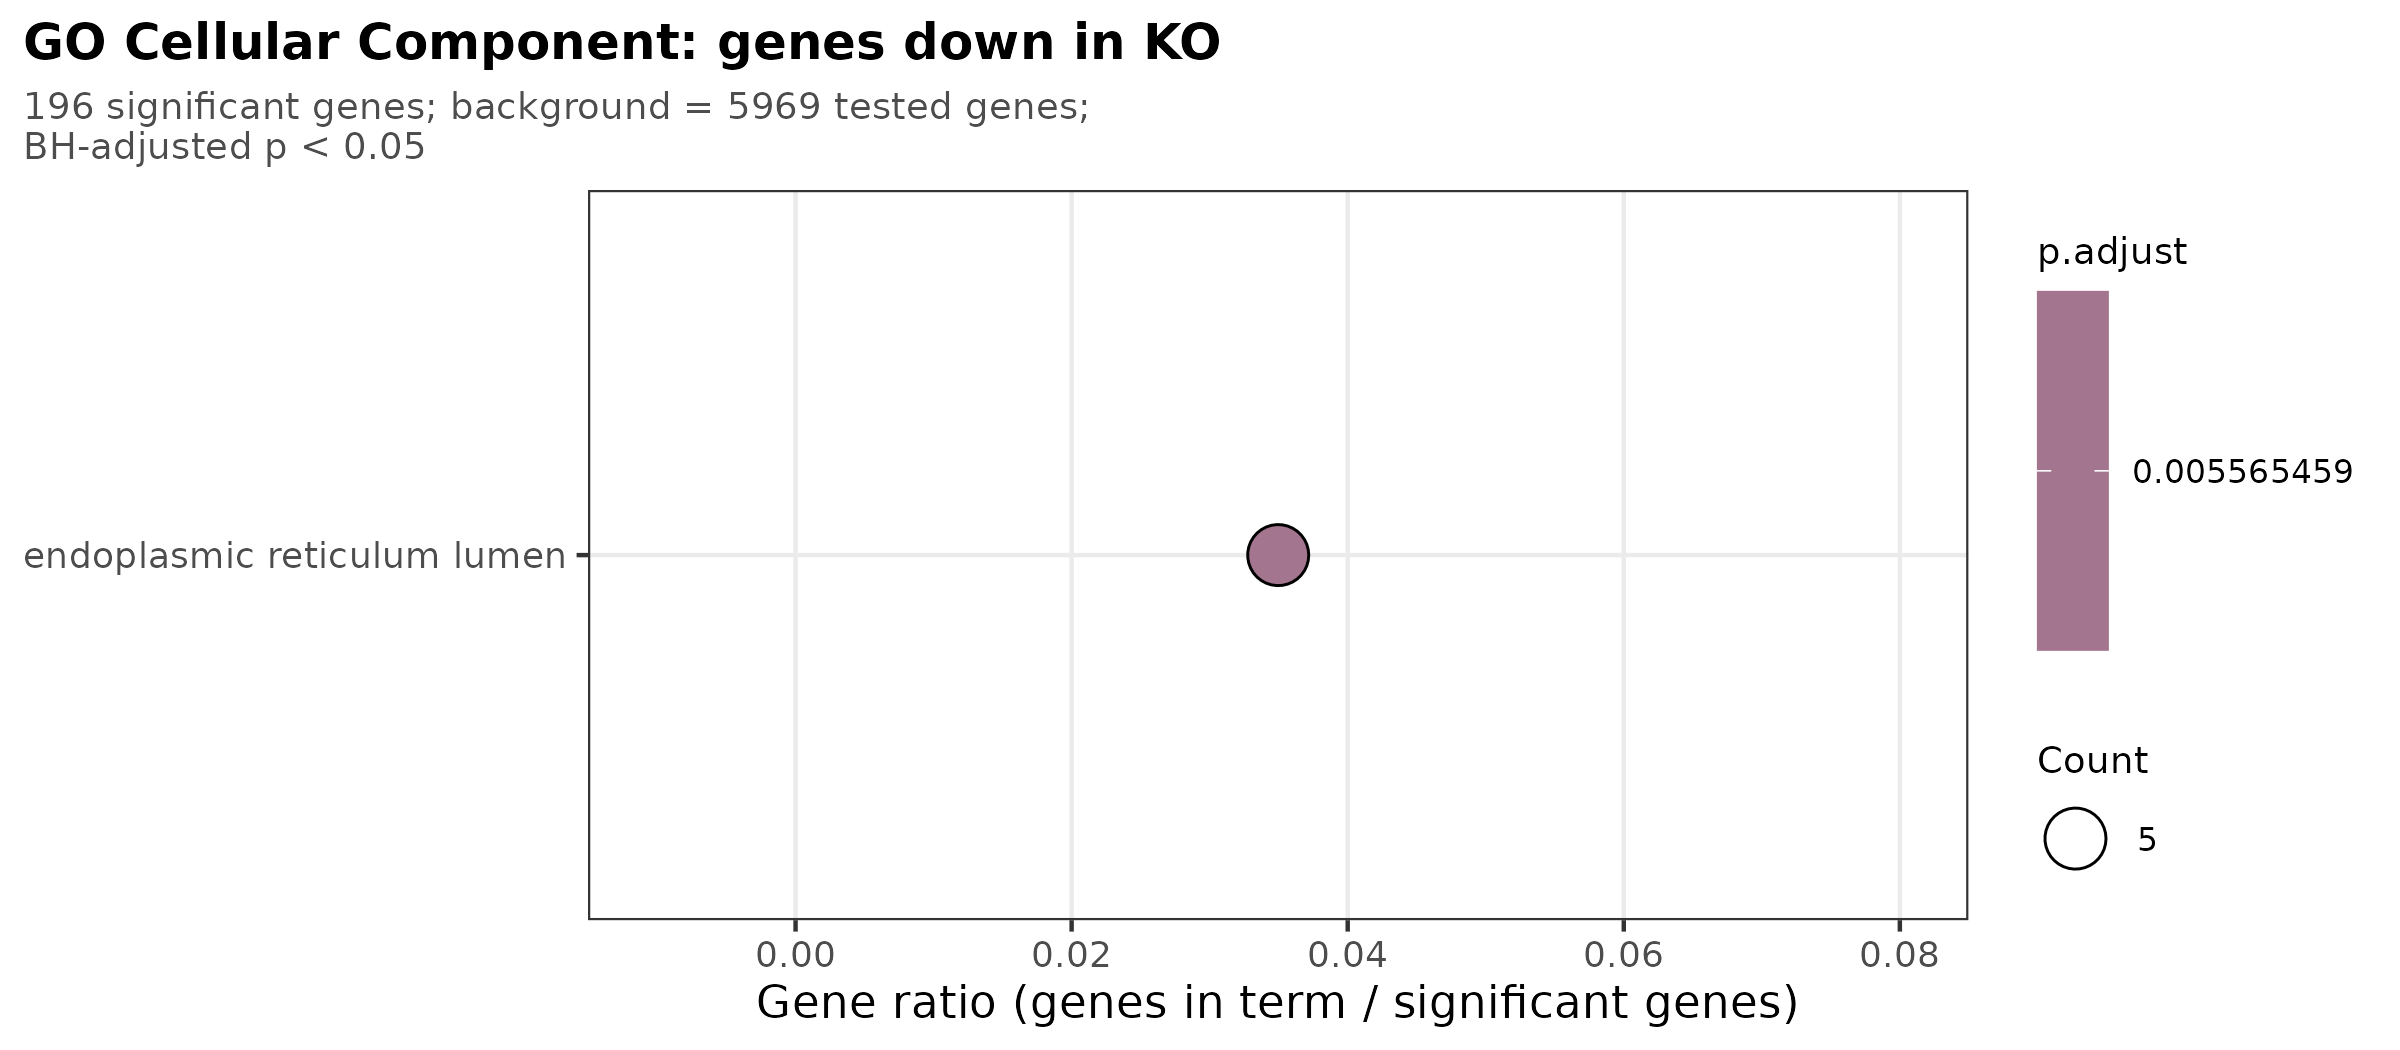 GO Cellular Component: genes down in KO
196 significant genes; background = 5969 tested genes;
BH-adjusted p < 0.05
endoplasmic reticulum lumen
0.00
0.02
0.04
0.06
0.08
Gene ratio (genes in term / significant genes)
p.adjust
0.005565459
Count
5